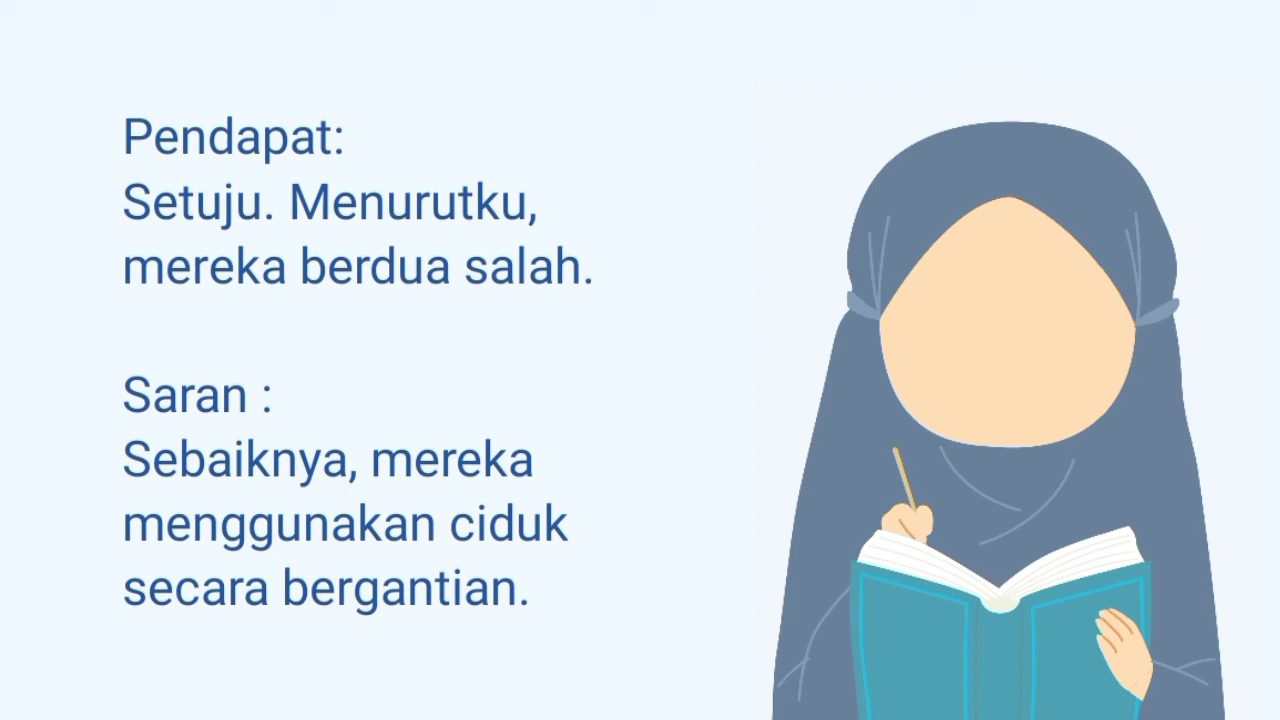 Pendapat:
Setuju. Menurutku,
mereka berdua salah.
Saran :
Sebaiknya, mereka
menggunakan ciduk
secara bergantian.